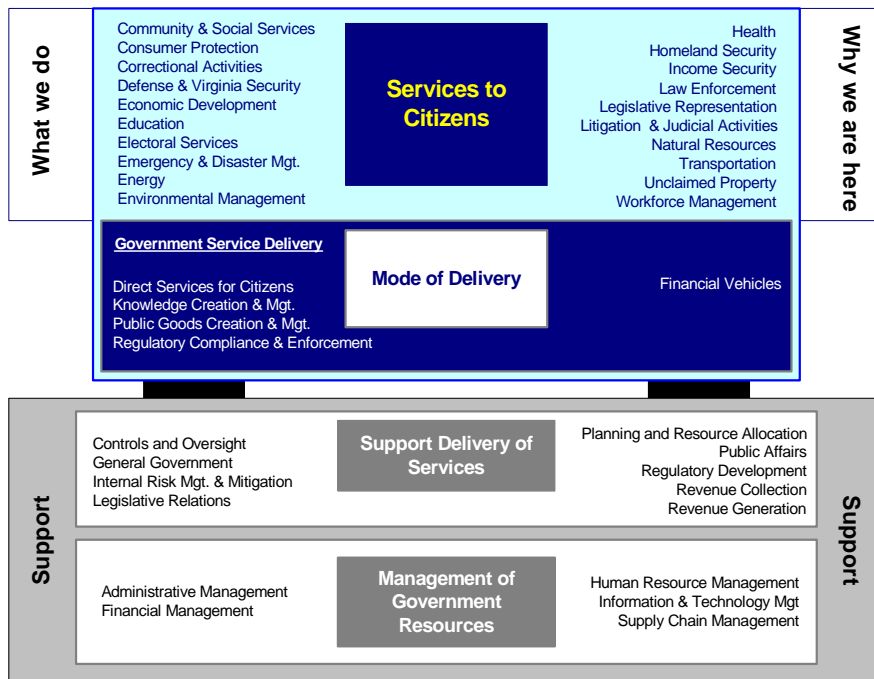 What we do
Community & Social Services
Consumer Protection
Correctional Activities
Defense & Virginia Security
Economic Development
Education
Electoral Services
Emergency & Disaster Mgt.
Energy
Environmental Management
Services to
Citizens
Health
Homeland Security
Income Security
Law Enforcement
Legislative Representation
Litigation & Judicial Activities
Natural Resources
Transportation
Unclaimed Property
Workforce Management
Why we are here
Government Service Delivery
Direct Services for Citizens
Knowledge Creation & Mgt.
Public Goods Creation & Mgt.
Regulatory Compliance & Enforcement
Mode of Delivery
Financial Vehicles
Support
Controls and Oversight
General Government
Internal Risk Mgt. & Mitigation
Legislative Relations
Support Delivery of
Services
Planning and Resource Allocation
Public Affairs
Regulatory Development
Revenue Collection
Revenue Generation
Support
Administrative Management
Financial Management
Management of
Government
Resources
Human Resource Management
Information & Technology Mgt
Supply Chain Management